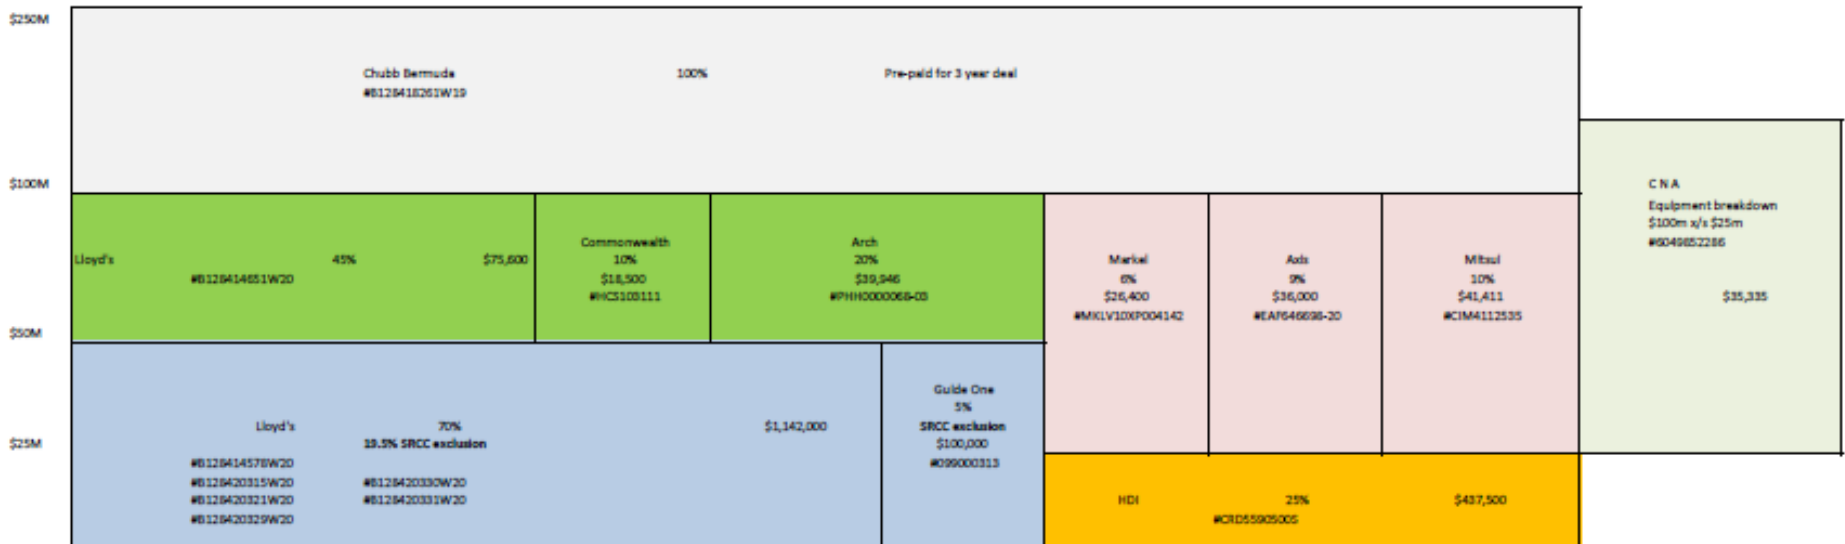 $250M
Chubb Bermuda 100% Pre-paid for 3 year deal
#B128418261W19
$100M
C N A
Equipment breakdown
$100m x/s $25m
#6049852286
$35,335
Lloyd's 45% $75,600
#B128414651W20
Commonwealth
10%
$18,500
#HCS103111
Arch
20%
$39,946
#PHH0000068-03
Markel
6%
$26,400
#MKLV10XP004142
Axis
9%
$36,000
#EAF646698-20
Mitsui
10%
$41,411
#CIM4112535
$50M
Lloyd's 70% $1,142,000
19.5% SRCC exclusion
#B128414578W20
#B128420315W20 #B128420330W20
#B128420321W20 #B128420331W20
#B128420329W20
Guide One
5%
SRCC exclusion
$100,000
#099000313
$25M
HDI 25% $437,500
#CRD5590500S